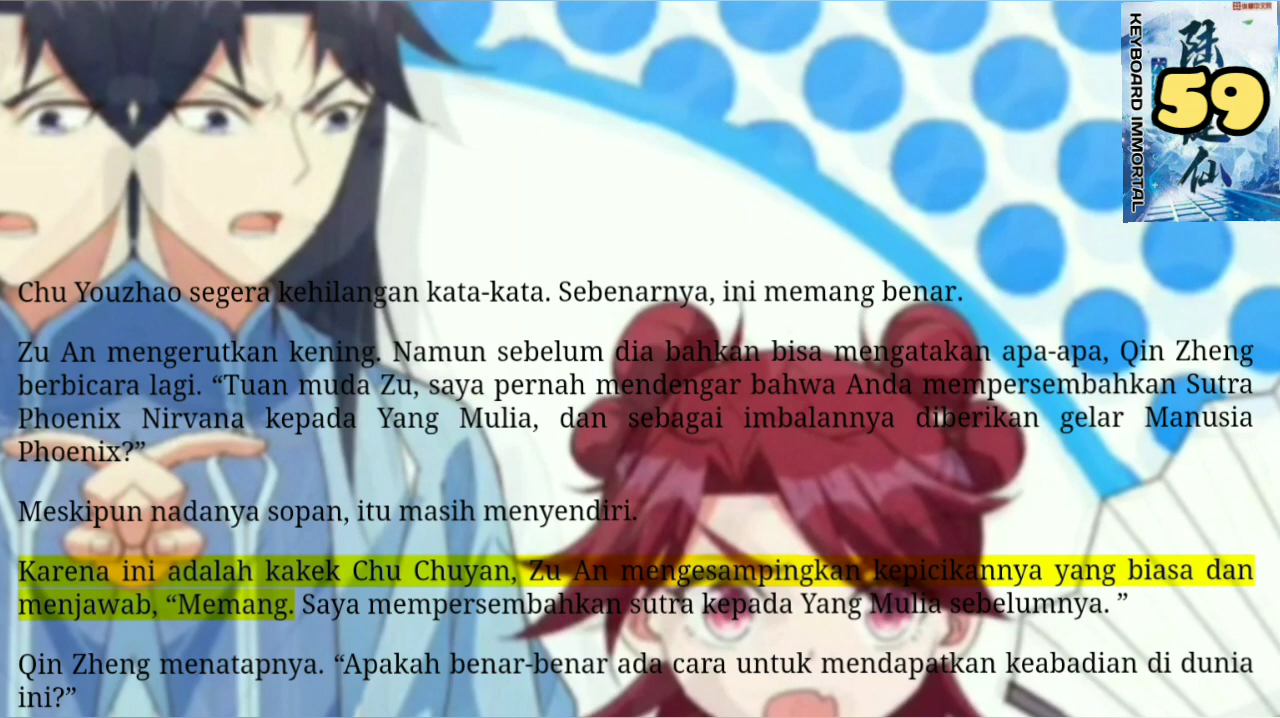 KEYBOARD IMMORTAL
59
仙
Chu Youzhao segera kehilangan kata-kata. Sebenarnya, ini memang benar.
Zu An mengerutkan kening. Namun sebelum dia bahkan bisa mengatakan apa-apa, Qin Zheng
berbicara lagi. “Tuan muda Zu, saya pernah mendengar bahwa Anda mempersembahkan Sutra
Phoenix Nirvana kepada Yang Mulia, dan sebagai imbalannya diberikan gelar Manusia
Phoenix?”
Meskipun nadanya sopan, itu masih menyendiri.
Karena ini adalah kakek Chu Chuyan, Zu An mengesampingkan kepicikannya yang biasa dan
menjawab, “Memang. Saya mempersembahkan sutra kepada Yang Mulia sebelumnya. ”
Qin Zheng menatapnya. “Apakah benar-benar ada cara untuk mendapatkan keabadian di dunia
ini?”